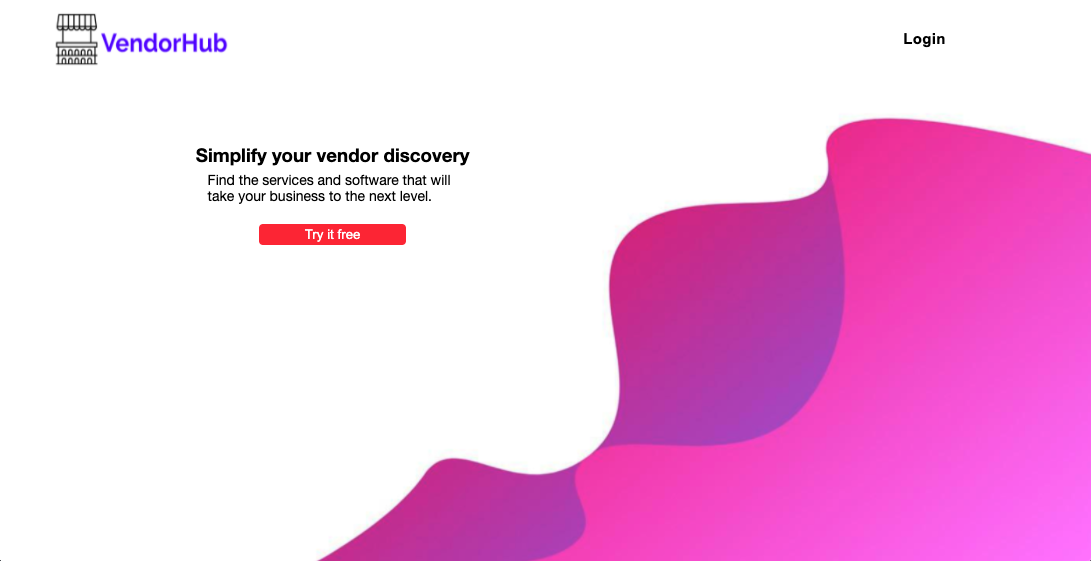 VendorHub
Login
Simplify your vendor discovery
Find the services and software that will
take your business to the next level.
Try it free